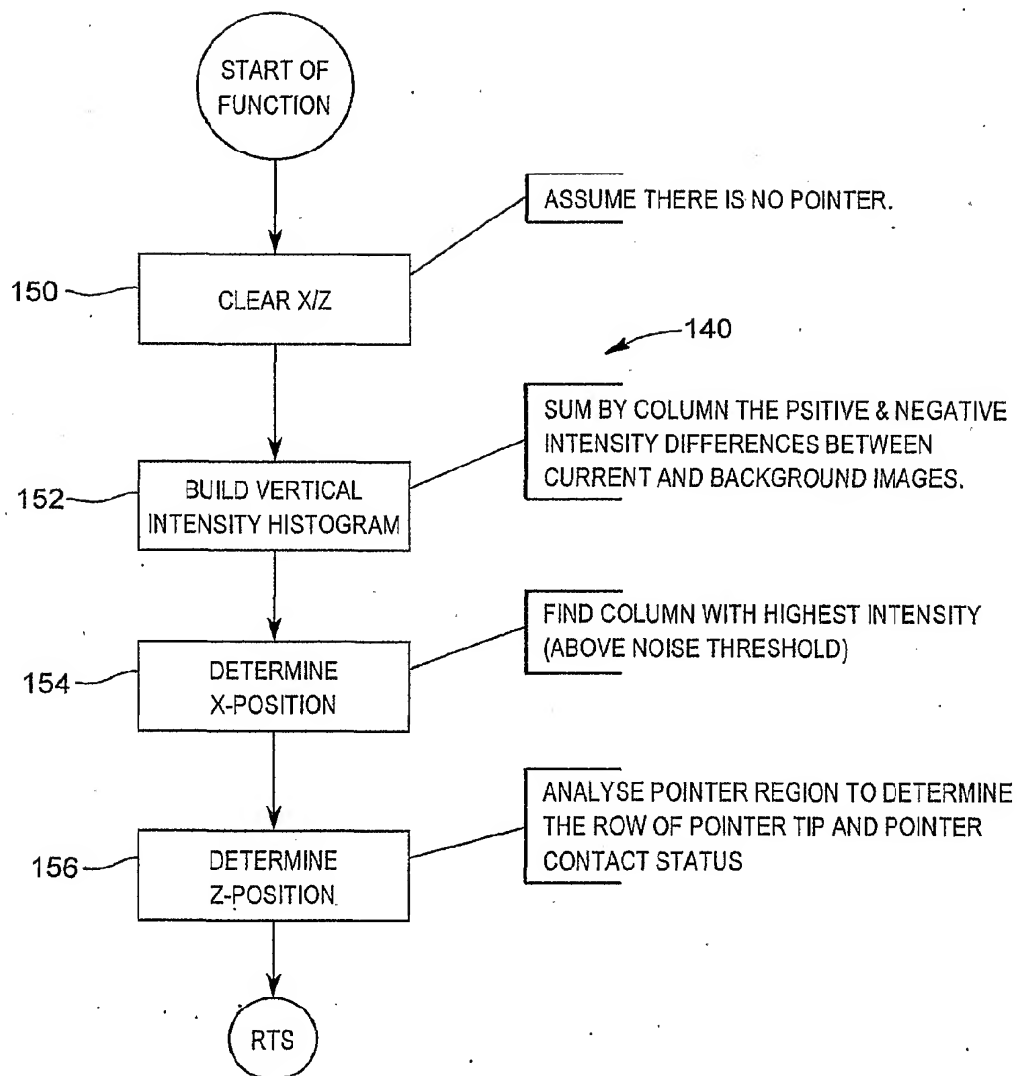 START OF
FUNCTION
ASSUME THERE IS NO POINTER.
150
CLEAR X/Z
140
SUM BY COLUMN THE PSITIVE & NEGATIVE
INTENSITY DIFFERENCES BETWEEN
CURRENT AND BACKGROUND IMAGES.
152
BUILD VERTICAL
INTENSITY HISTOGRAM
FIND COLUMN WITH HIGHEST INTENSITY
(ABOVE NOISE THRESHOLD)
154
DETERMINE
X-POSITION
ANALYSE POINTER REGION TO DETERMINE
THE ROW OF POINTER TIP AND POINTER
CONTACT STATUS
156
DETERMINE
Z-POSITION
RTS